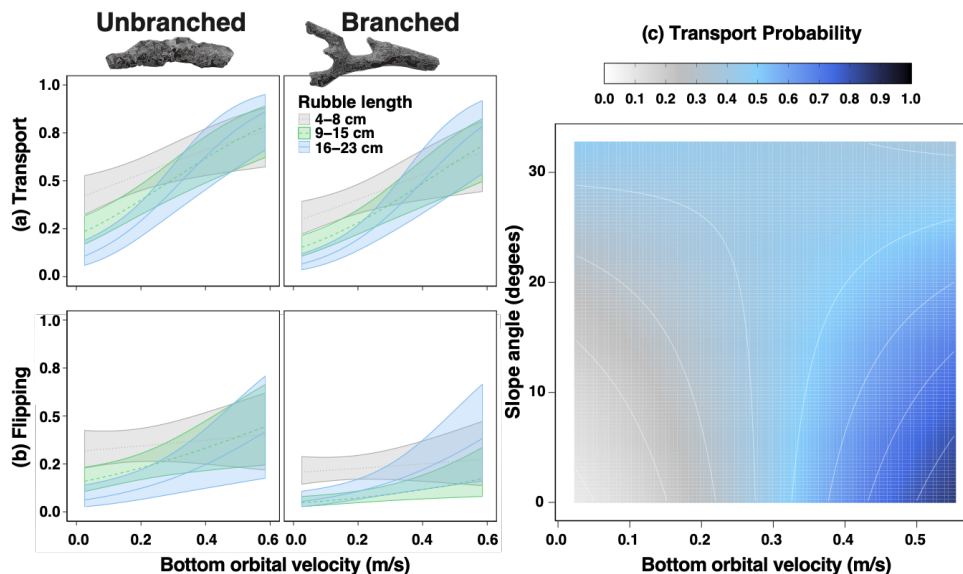 Unbranched
Branched
Rubble length
4–8 cm
9–15 cm
16–23 cm
(a) Transport
1.0
0.8
0.5
0.2
0.0
(b) Flipping
1.0
0.8
0.5
0.2
0.0
0.0 0.2 0.4 0.6 0.0 0.2 0.4 0.6
Bottom orbital velocity (m/s)
(c) Transport Probability
0.0 0.1 0.2 0.3 0.4 0.5 0.6 0.7 0.8 0.9 1.0
Slope angle (degees)
30
20
10
0
0.0 0.1 0.2 0.3 0.4 0.5
Bottom orbital velocity (m/s)